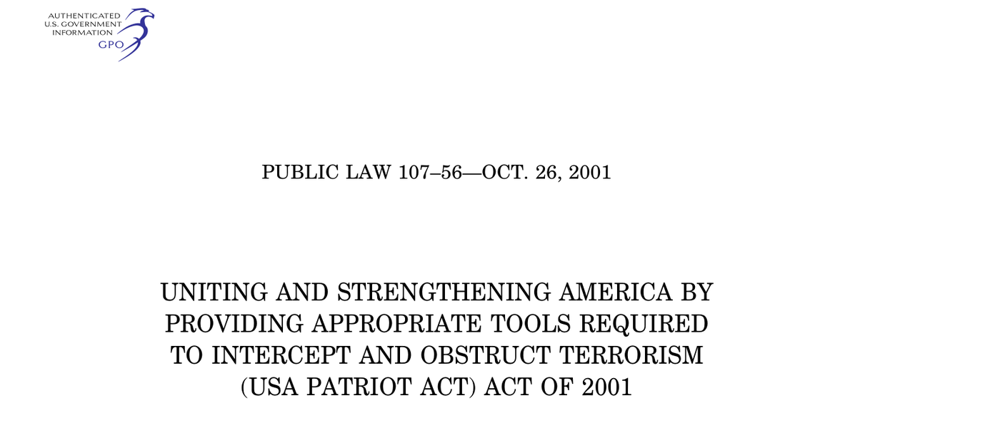 AUTHENTICATED
U.S. GOVERNMENT
INFORMATION
GPO
PUBLIC LAW 107–56—OCT. 26, 2001
UNITING AND STRENGTHENING AMERICA BY
PROVIDING APPROPRIATE TOOLS REQUIRED
TO INTERCEPT AND OBSTRUCT TERRORISM
(USA PATRIOT ACT) ACT OF 2001